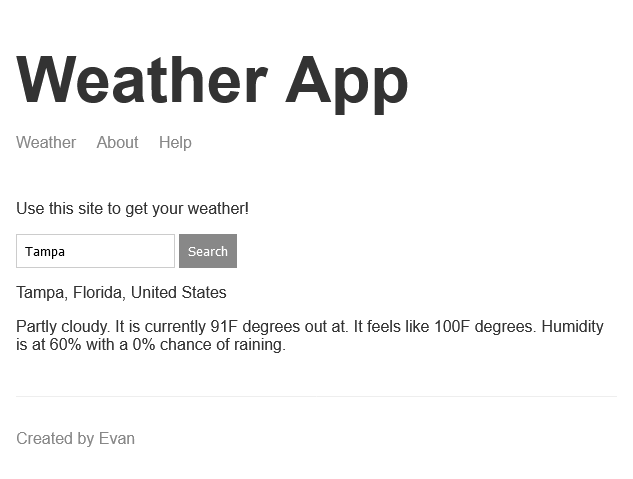 Weather App
Weather About Help
Use this site to get your weather!
Tampa Search
Tampa, Florida, United States
Partly cloudy. It is currently 91F degrees out at. It feels like 100F degrees. Humidity
is at 60% with a 0% chance of raining.
Created by Evan